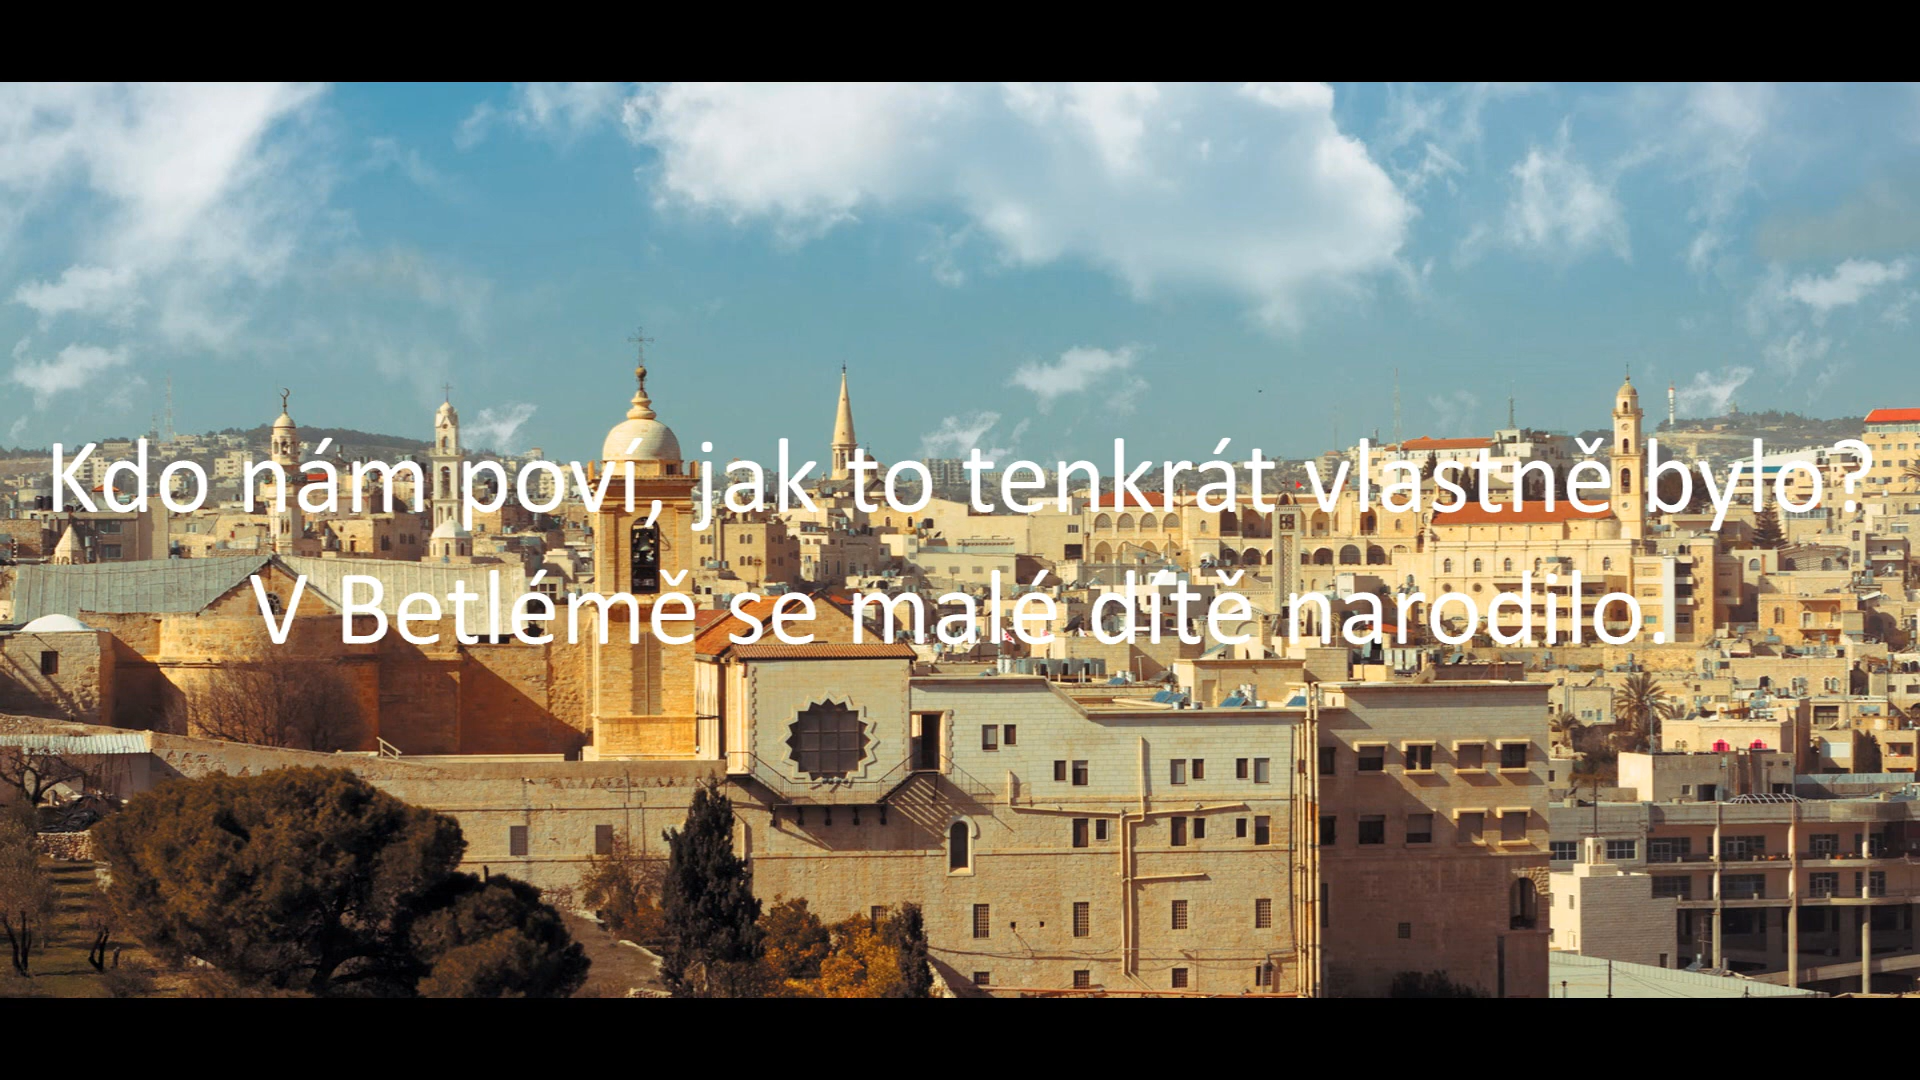 Kdo nám poví, jak to tenkrát vlastně bylo?
V Betlémě se malé dítě narodilo.